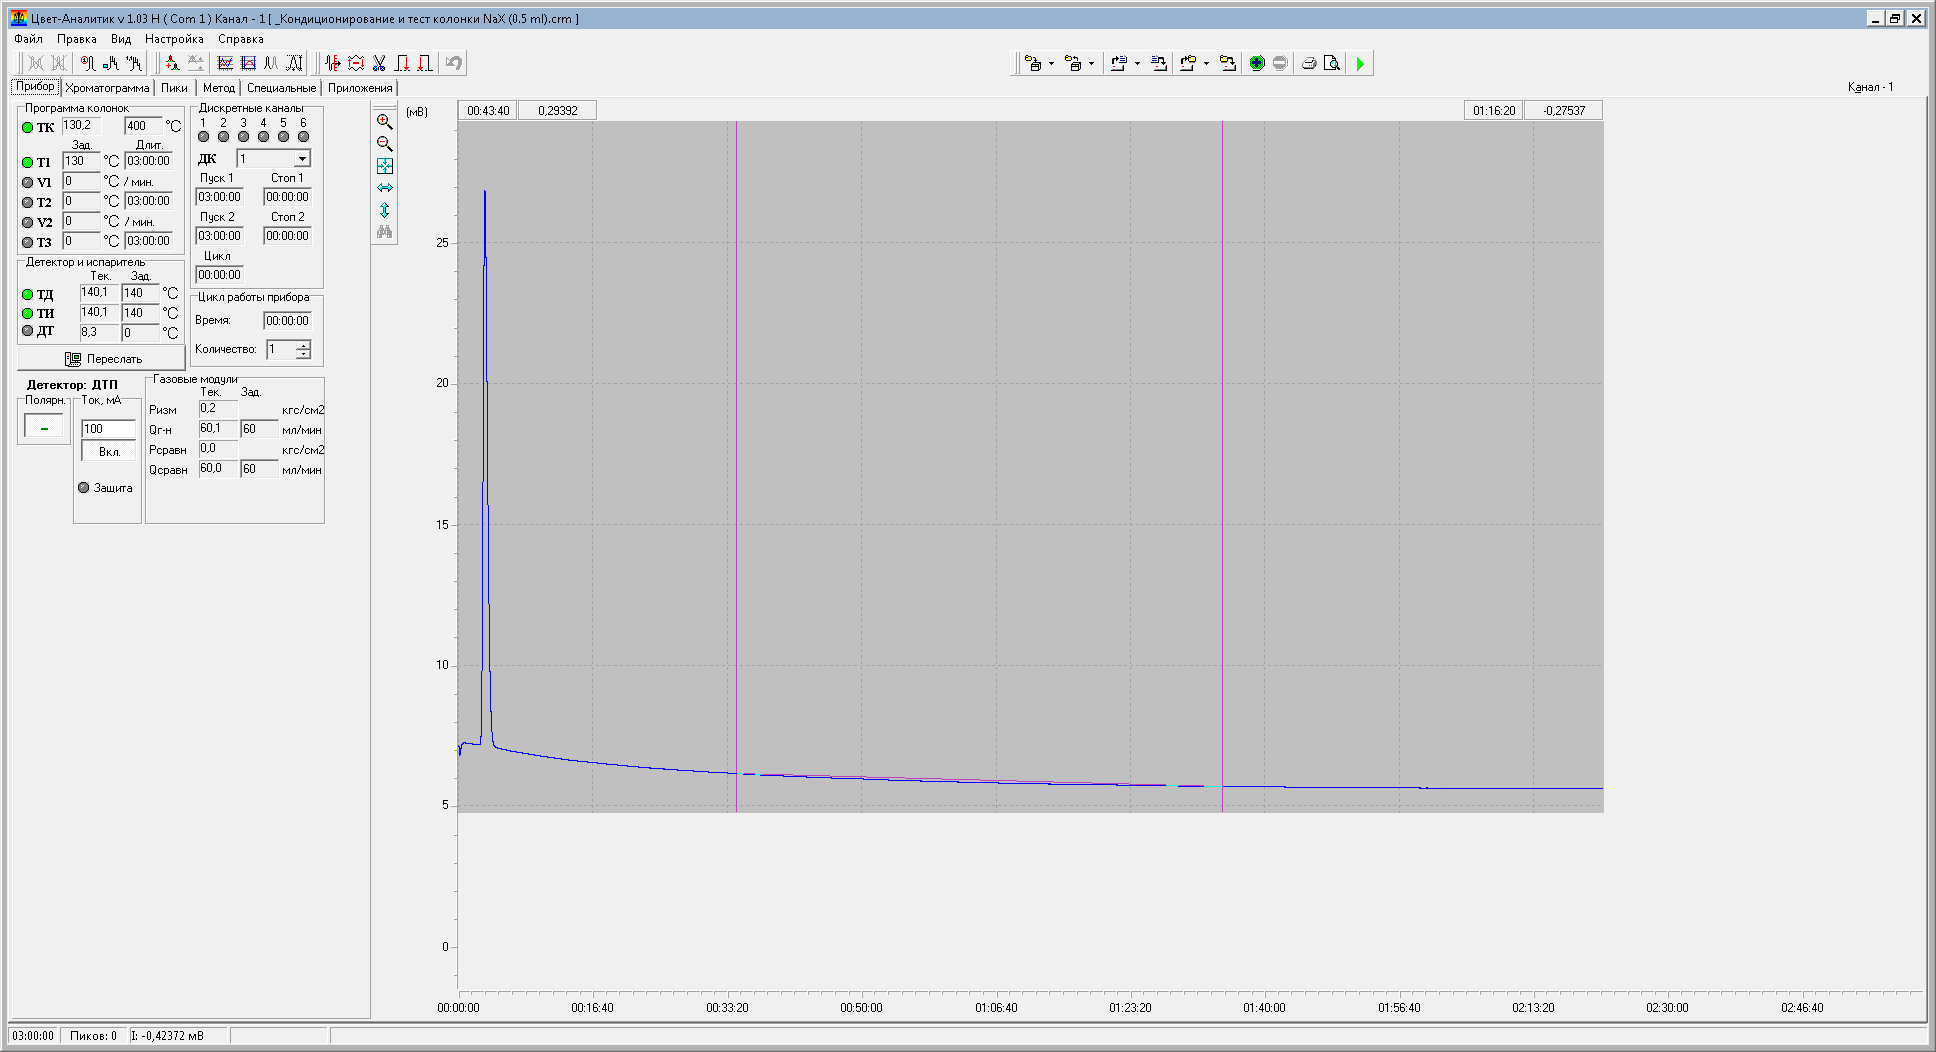 Цвет-Аналитик v 1.03 Н ( Com 1 ) Канал - 1 [ _Кондиционирование и тест колонки NaX (0.5 ml).crm ]
Файл Правка Вид Настройка Справка
Прибор Хроматограмма Пики Метод Специальные Приложения
Канал - 1
Программа колонок
ТК 130,2 400 °C
Зад. Длит.
T1 130 °C 03:00:00
V1 0 °C / мин.
T2 0 °C 03:00:00
V2 0 °C / мин.
T3 0 °C 03:00:00
Детектор и испаритель
Тек. Зад.
ТД 140,1 140 °C
ТИ 140,1 140 °C
ДТ 8,3 0 °C
Переслать
Детектор: ДТП
Полярн.
-
Ток, мА
100
Вкл.
Защита
Дискретные каналы
1 2 3 4 5 6
ДК 1
Пуск 1 Стоп 1
03:00:00 00:00:00
Пуск 2 Стоп 2
03:00:00 00:00:00
Цикл
00:00:00
Цикл работы прибора
Время: 00:00:00
Количество: 1
Газовые модули
Тек. Зад.
Ризм 0,2 кгс/см2
Qг-н 60,1 60 мл/мин
Рсравн 0,0 кгс/см2
Qсравн 60,0 60 мл/мин
(мВ)
00:43:40 0,29392
01:16:20 -0,27537
25
20
15
10
5
0
00:00:00 00:16:40 00:33:20 00:50:00 01:06:40 01:23:20 01:40:00 01:56:40 02:13:20 02:30:00 02:46:40
03:00:00 Пиков: 0 I: -0,42372 мВ